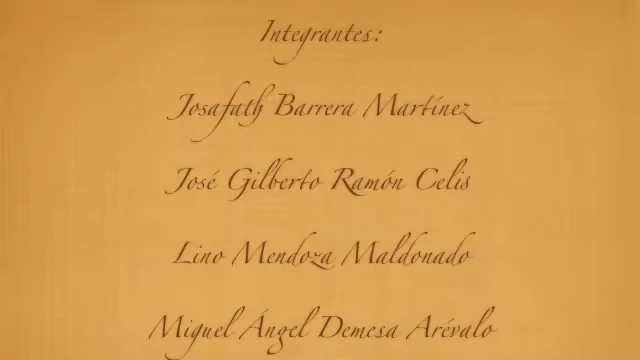 Integrantes:
Josafath Barrera Martínez
José Gilberto Ramón Celis
Lino Mendoza Maldonado
Miguel Ángel Demesa Arévalo